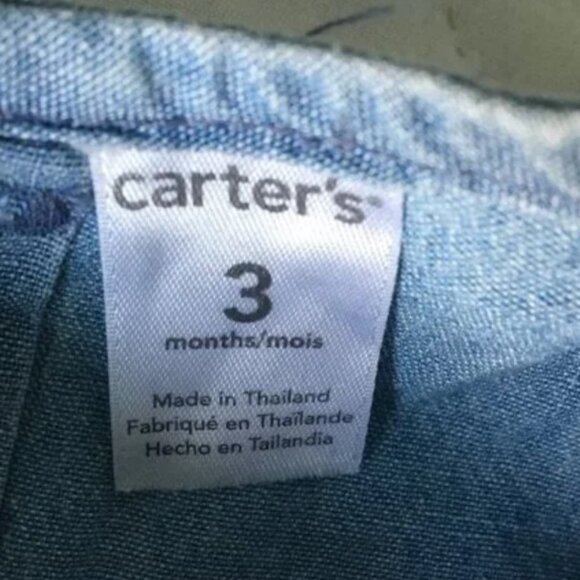 carter's
3
months/mois
Made in Thailand
Fabriqué en Thaïlande
Hecho en Tailandia